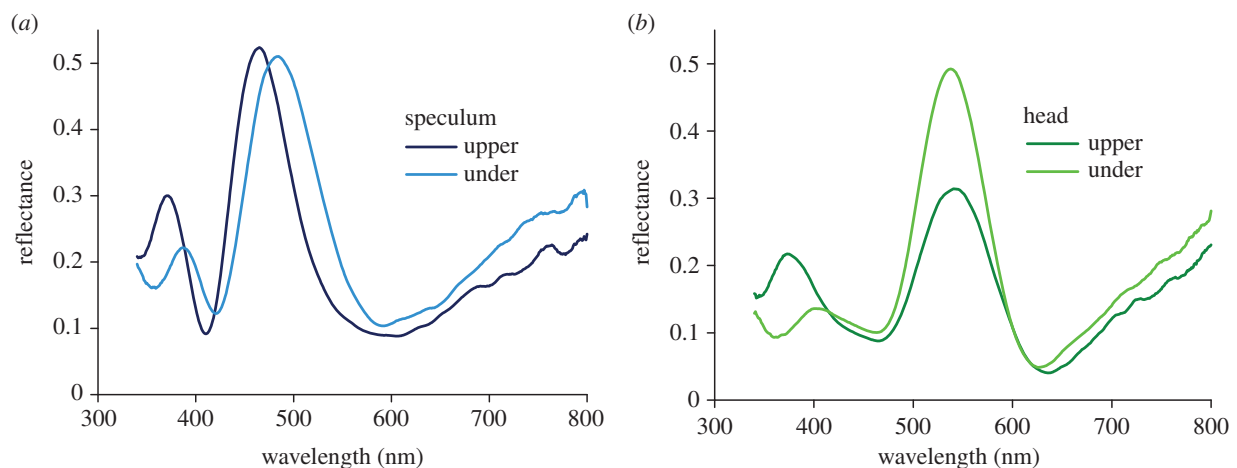 (a)
0.5
0.4
0.3
0.2
0.1
0
reflectance
speculum
upper
under
300 400 500 600 700 800
wavelength (nm)
(b)
0.5
0.4
0.3
0.2
0.1
0
reflectance
head
upper
under
300 400 500 600 700 800
wavelength (nm)